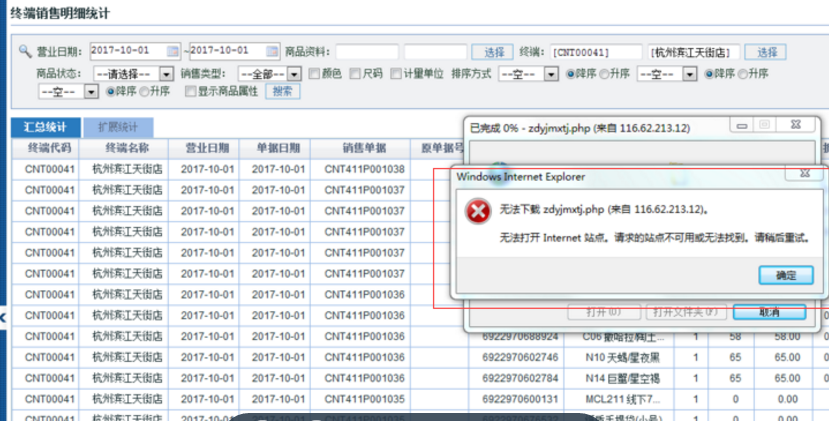 终端销售明细统计
营业日期: 2017-10-01 ~2017-10-01 商品资料: 选择 终端: [CNT00041] [杭州宾江天街店] 选择
商品状态: --请选择-- 销售类型: --全部-- 颜色 尺码 计量单位 排序方式 --空-- 降序 升序 --空-- 降序 升序
--空-- 降序 升序 显示商品属性 搜索
汇总统计 扩展统计
终端代码 终端名称 营业日期 单据日期 销售单据 原单据号
CNT00041 杭州宾江天街店 2017-10-01 2017-10-01 CNT411P001038
CNT00041 杭州宾江天街店 2017-10-01 2017-10-01 CNT411P001037
CNT00041 杭州宾江天街店 2017-10-01 2017-10-01 CNT411P001037
CNT00041 杭州宾江天街店 2017-10-01 2017-10-01 CNT411P001037
CNT00041 杭州宾江天街店 2017-10-01 2017-10-01 CNT411P001037
CNT00041 杭州宾江天街店 2017-10-01 2017-10-01 CNT411P001037
CNT00041 杭州宾江天街店 2017-10-01 2017-10-01 CNT411P001036
CNT00041 杭州宾江天街店 2017-10-01 2017-10-01 CNT411P001036
CNT00041 杭州宾江天街店 2017-10-01 2017-10-01 CNT411P001036 6922970688924 C06 撒哈拉/陶土... 1 58 58.00
CNT00041 杭州宾江天街店 2017-10-01 2017-10-01 CNT411P001036 6922970602746 N10 天蝎/星夜黑 1 65 65.00
CNT00041 杭州宾江天街店 2017-10-01 2017-10-01 CNT411P001036 6922970602784 N14 巨蟹/星空褐 1 65 65.00
CNT00041 杭州宾江天街店 2017-10-01 2017-10-01 CNT411P001035 6922970600131 MCL211 线下7... 1 0 0.00
已完成 0% - zdyjmxtj.php (来自 116.62.213.12)
Windows Internet Explorer
无法下载 zdyjmxtj.php (来自 116.62.213.12)。
无法打开 Internet 站点。请求的站点不可用或无法找到。请稍后重试。
确定
打开(O) 打开文件夹(F) 取消